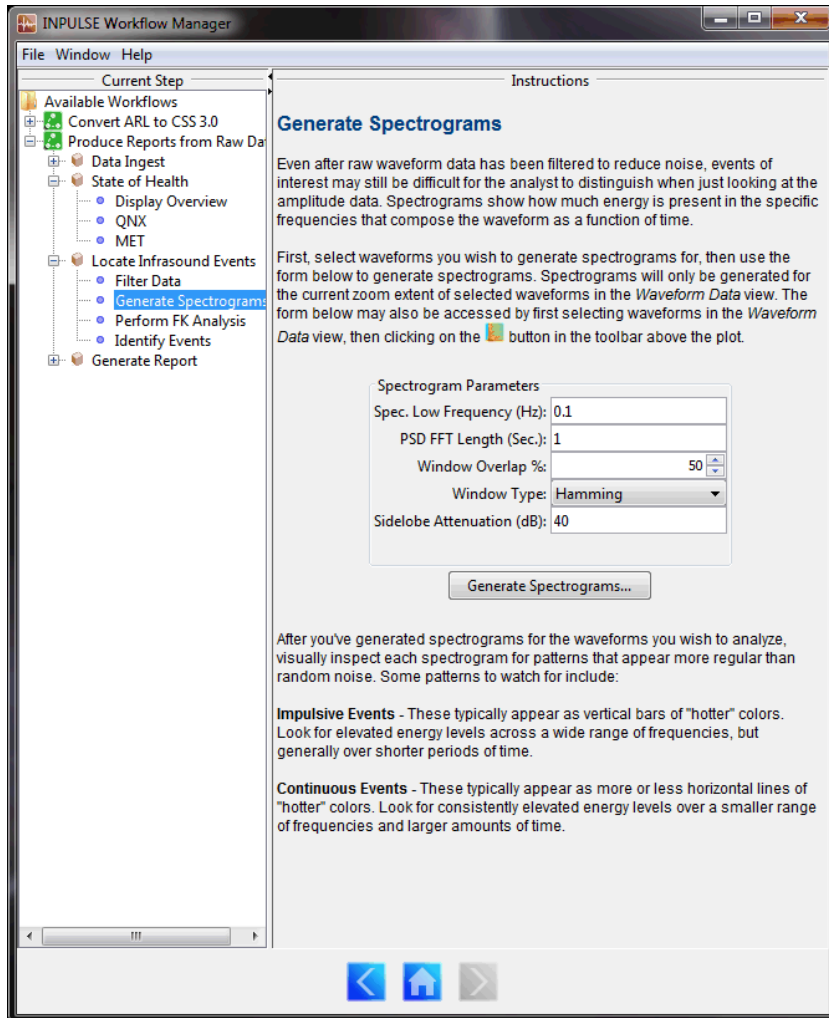 INPULSE Workflow Manager
File Window Help
Current Step
Available Workflows
Convert ARL to CSS 3.0
Produce Reports from Raw Da
Data Ingest
State of Health
Display Overview
QNX
MET
Locate Infrasound Events
Filter Data
Generate Spectrograms
Perform FK Analysis
Identify Events
Generate Report
Instructions
Generate Spectrograms
Even after raw waveform data has been filtered to reduce noise, events of
interest may still be difficult for the analyst to distinguish when just looking at the
amplitude data. Spectrograms show how much energy is present in the specific
frequencies that compose the waveform as a function of time.
First, select waveforms you wish to generate spectrograms for, then use the
form below to generate spectrograms. Spectrograms will only be generated for
the current zoom extent of selected waveforms in the Waveform Data view. The
form below may also be accessed by first selecting waveforms in the Waveform
Data view, then clicking on the button in the toolbar above the plot.
Spectrogram Parameters
Spec. Low Frequency (Hz): 0.1
PSD FFT Length (Sec.): 1
Window Overlap %: 50
Window Type: Hamming
Sidelobe Attenuation (dB): 40
Generate Spectrograms...
After you've generated spectrograms for the waveforms you wish to analyze,
visually inspect each spectrogram for patterns that appear more regular than
random noise. Some patterns to watch for include:
Impulsive Events - These typically appear as vertical bars of "hotter" colors.
Look for elevated energy levels across a wide range of frequencies, but
generally over shorter periods of time.
Continuous Events - These typically appear as more or less horizontal lines of
"hotter" colors. Look for consistently elevated energy levels over a smaller range
of frequencies and larger amounts of time.